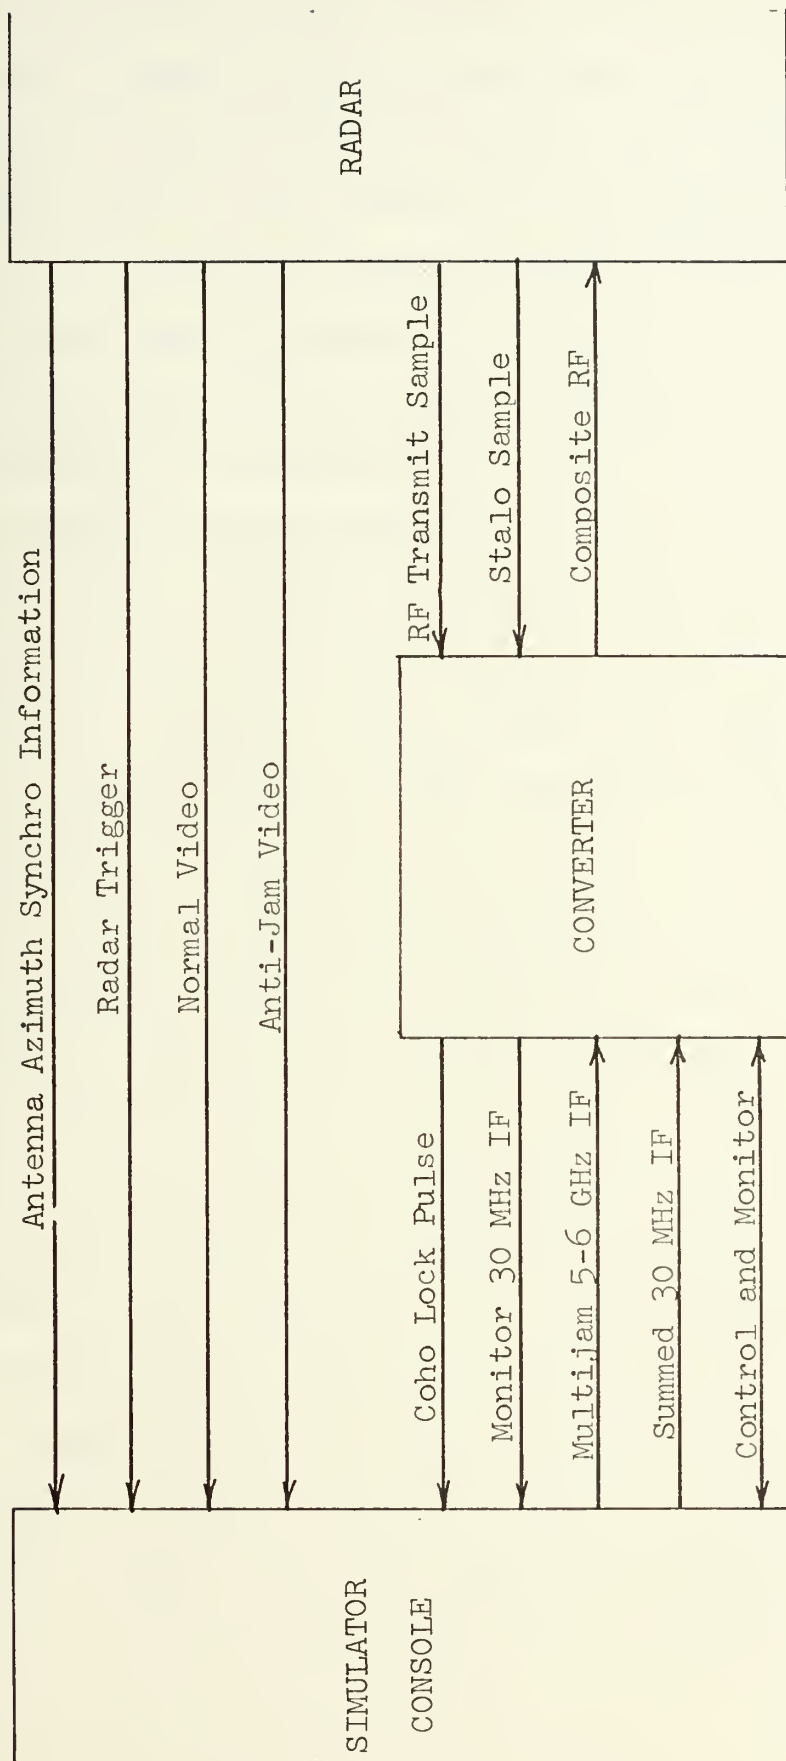 SIMULATOR
CONSOLE
Antenna Azimuth Synchro Information
Radar Trigger
Normal Video
Anti-Jam Video
Coho Lock Pulse
Monitor 30 MHz IF
Multijam 5-6 GHz IF
Summed 30 MHz IF
Control and Monitor
CONVERTER
RF Transmit Sample
Stalo Sample
Composite RF
RADAR